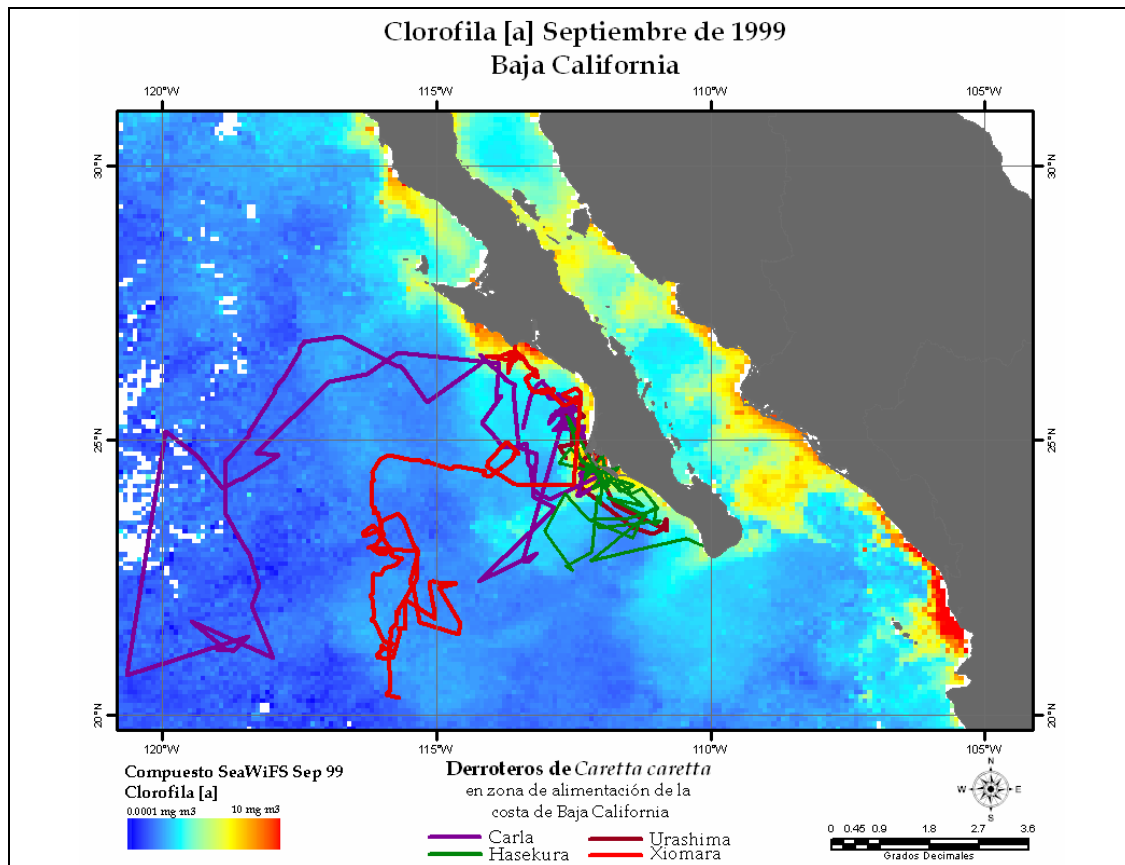 Clorofila [a] Septiembre de 1999
Baja California
120°W 115°W 110°W 105°W
30°N 30°N
25°N 25°N
20°N 20°N
120°W 115°W 110°W 105°W
Compuesto SeaWiFS Sep 99
Clorofila [a]
0.0001 mg m3 10 mg m3
Derroteros de Caretta caretta
en zona de alimentación de la
costa de Baja California
Carla Urashima
Hasekura Xiomara
N
W E
S
0 0.45 0.9 1.8 2.7 3.6
Grados Decimales